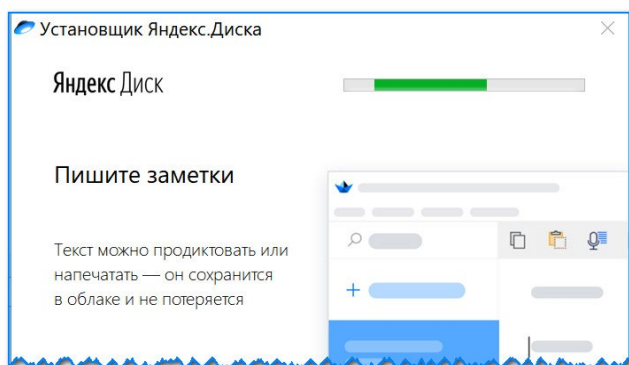 Установщик Яндекс.Диска
Яндекс Диск
Пишите заметки
Текст можно продиктовать или
напечатать — он сохранится
в облаке и не потеряется